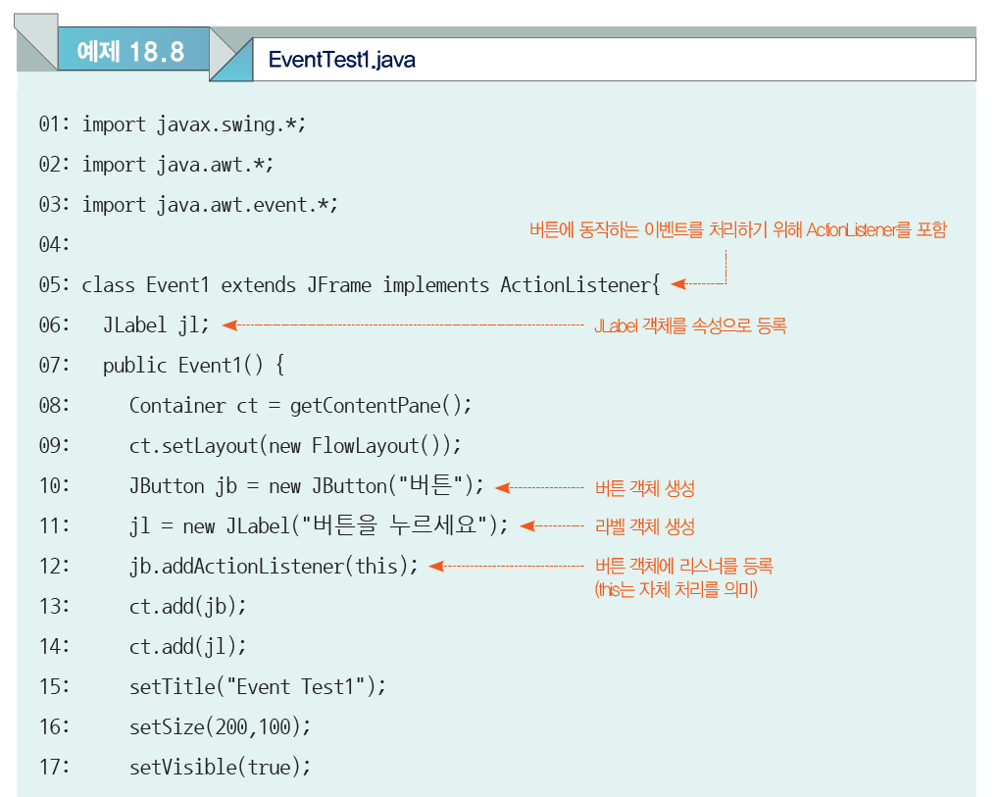 예제 18.8
EventTest1.java
01: import javax.swing.*;
02: import java.awt.*;
03: import java.awt.event.*;
04:
버튼에 동작하는 이벤트를 처리하기 위해 ActionListener를 포함
05: class Event1 extends JFrame implements ActionListener{
06: JLabel jl;
JLabel 객체를 속성으로 등록
07: public Event1() {
08: Container ct = getContentPane();
09: ct.setLayout(new FlowLayout());
10: JButton jb = new JButton("버튼");
버튼 객체 생성
11: jl = new JLabel("버튼을 누르세요");
라벨 객체 생성
12: jb.addActionListener(this);
버튼 객체에 리스너를 등록
(this는 자체 처리를 의미)
13: ct.add(jb);
14: ct.add(jl);
15: setTitle("Event Test1");
16: setSize(200,100);
17: setVisible(true);